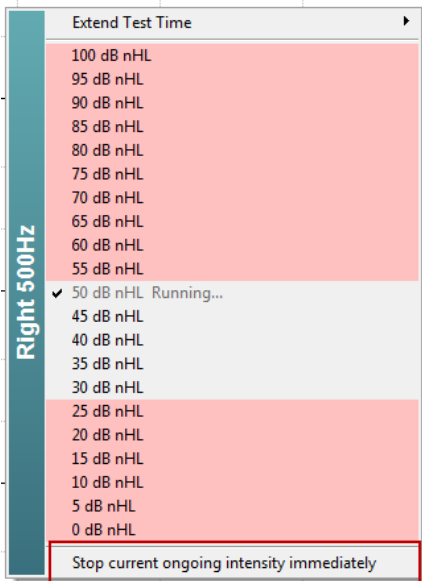 Extend Test Time
100 dB nHL
95 dB nHL
90 dB nHL
85 dB nHL
80 dB nHL
75 dB nHL
70 dB nHL
65 dB nHL
60 dB nHL
55 dB nHL
50 dB nHL Running...
45 dB nHL
40 dB nHL
35 dB nHL
30 dB nHL
25 dB nHL
20 dB nHL
15 dB nHL
10 dB nHL
5 dB nHL
0 dB nHL
Stop current ongoing intensity immediately
Right 500Hz